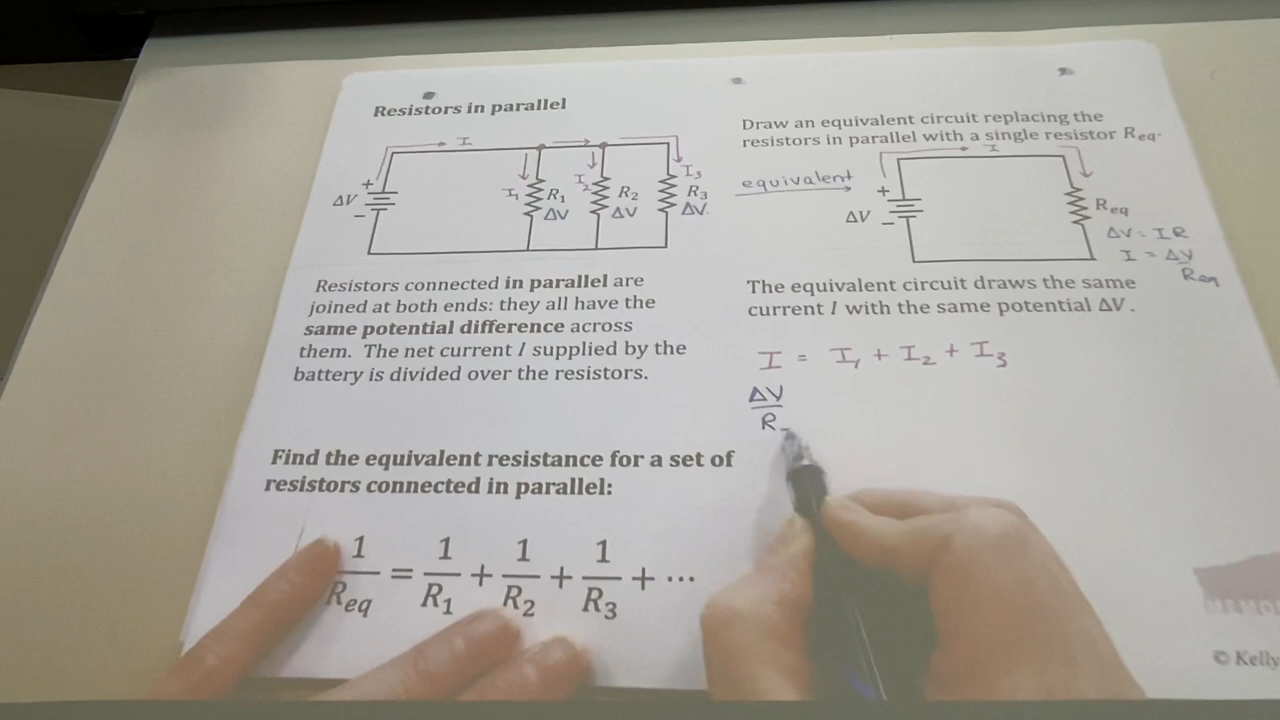 Resistors in parallel
I
+
ΔV
−
I₁
R₁
ΔV
I₂
R₂
ΔV
I₃
R₃
ΔV
Resistors connected in parallel are
joined at both ends: they all have the
same potential difference across
them. The net current I supplied by the
battery is divided over the resistors.
Find the equivalent resistance for a set of
resistors connected in parallel:
1/Req = 1/R₁ + 1/R₂ + 1/R₃ + ⋯
Draw an equivalent circuit replacing the
resistors in parallel with a single resistor Req.
equivalent
I
+
ΔV
−
Req
ΔV = IR
I = ΔV/Req
The equivalent circuit draws the same
current I with the same potential ΔV.
I = I₁ + I₂ + I₃
ΔV
R
© Kelly